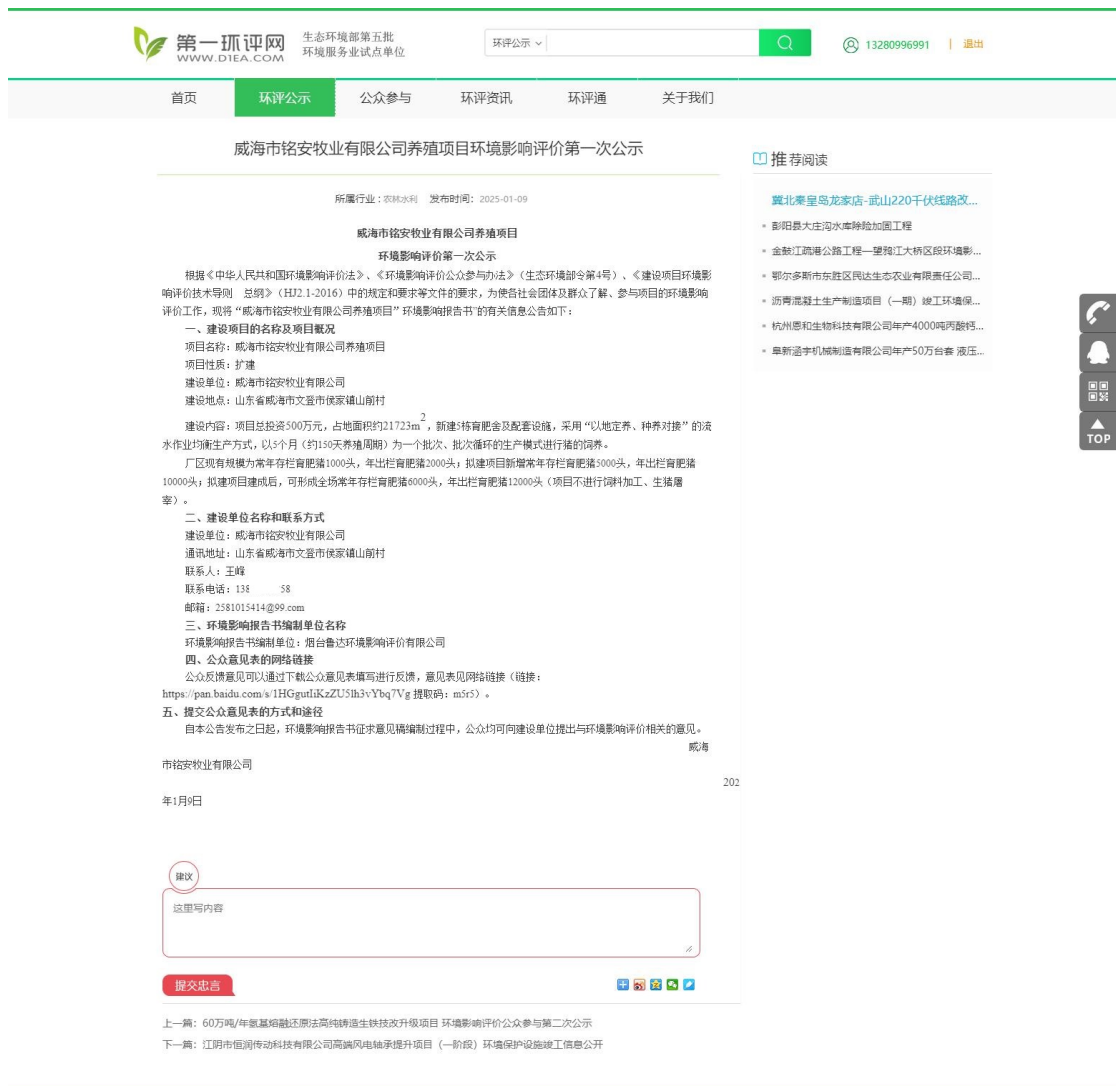 第一环评网
WWW.D1EA.COM
生态环境部第五批
环境服务业试点单位
环评公示
13280996991 | 退出
首页 环评公示 公众参与 环评资讯 环评通 关于我们
威海市铭安牧业有限公司养殖项目环境影响评价第一次公示
所属行业：农林水利 发布时间：2025-01-09
威海市铭安牧业有限公司养殖项目
环境影响评价第一次公示
根据《中华人民共和国环境影响评价法》、《环境影响评价公众参与办法》（生态环境部令第4号）、《建设项目环境影
响评价技术导则 总纲》（HJ2.1-2016）中的规定和要求等文件的要求，为使各社会团体及群众了解、参与项目的环境影响
评价工作，现将“威海市铭安牧业有限公司养殖项目”环境影响报告书”的有关信息公告如下：
一、建设项目的名称及项目概况
项目名称：威海市铭安牧业有限公司养殖项目
项目性质：扩建
建设单位：威海市铭安牧业有限公司
建设地点：山东省威海市文登市侯家镇山前村
建设内容：项目总投资500万元，占地面积约21723m²，新建5栋育肥舍及配套设施，采用“以地定养、种养对接”的流
水作业均衡生产方式，以5个月（约150天养殖周期）为一个批次、批次循环的生产模式进行猪的饲养。
厂区现有规模为常年存栏育肥猪1000头，年出栏育肥猪2000头；拟建项目新增常年存栏育肥猪5000头，年出栏育肥猪
10000头；拟建项目建成后，可形成全场常年存栏育肥猪6000头，年出栏育肥猪12000头（项目不进行饲料加工、生猪屠
宰）。
二、建设单位名称和联系方式
建设单位：威海市铭安牧业有限公司
通讯地址：山东省威海市文登市侯家镇山前村
联系人：王峰
联系电话：138 58
邮箱：2581015414@99.com
三、环境影响报告书编制单位名称
环境影响报告书编制单位：烟台鲁达环境影响评价有限公司
四、公众意见表的网络链接
公众反馈意见可以通过下载公众意见表填写进行反馈，意见表见网络链接（链接：
https://pan.baidu.com/s/1HGgutIiKzZU5lh3vYbq7Vg 提取码：m5r5）。
五、提交公众意见表的方式和途径
自本公告发布之日起，环境影响报告书征求意见稿编制过程中，公众均可向建设单位提出与环境影响评价相关的意见。
威海
市铭安牧业有限公司
202
年1月9日
建议
这里写内容
提交忠言
上一篇：60万吨/年氢基熔融还原法高纯铸造生铁技改升级项目 环境影响评价公众参与第二次公示
下一篇：江阴市恒润传动科技有限公司高端风电轴承提升项目（一阶段）环境保护设施竣工信息公开
推荐阅读
冀北秦皇岛龙家店-武山220千伏线路改...
彭阳县大庄沟水库除险加固工程
金鼓江疏港公路工程—望鸦江大桥区段环境影...
鄂尔多斯市东胜区民达生态农业有限责任公司...
沥青混凝土生产制造项目（一期）竣工环境保...
杭州恩和生物科技有限公司年产4000吨丙酸钙...
阜新涵宇机械制造有限公司年产50万台套 液压...
TOP